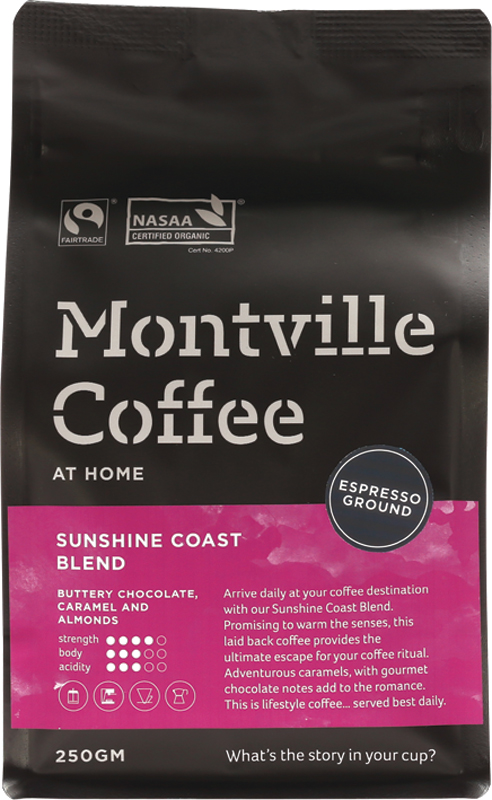 FAIRTRADE
NASAA
CERTIFIED ORGANIC
Cert No. 4200P
Montville
Coffee
AT HOME
ESPRESSO
GROUND
SUNSHINE COAST
BLEND
BUTTERY CHOCOLATE,
CARAMEL AND
ALMONDS
strength
body
acidity
Arrive daily at your coffee destination
with our Sunshine Coast Blend.
Promising to warm the senses, this
laid back coffee provides the
ultimate escape for your coffee ritual.
Adventurous caramels, with gourmet
chocolate notes add to the romance.
This is lifestyle coffee... served best daily.
250GM
What's the story in your cup?